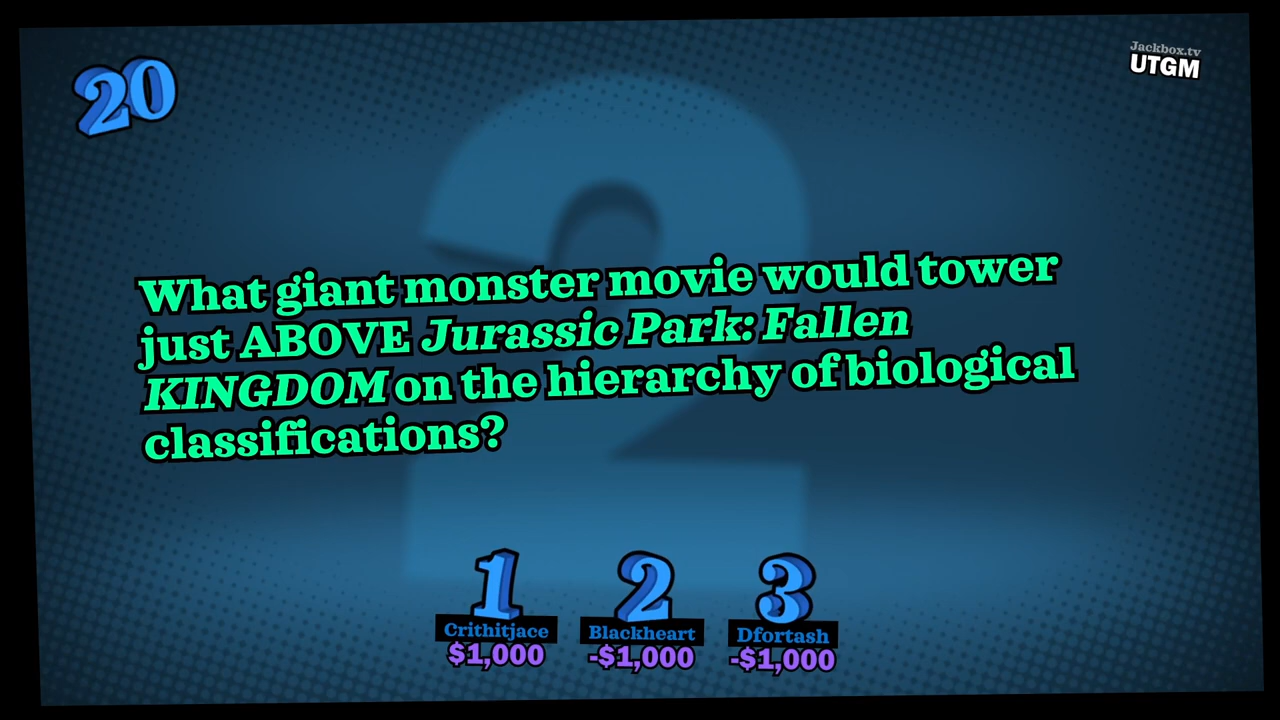 20
Jackbox.tv
UTGM
What giant monster movie would tower
just ABOVE Jurassic Park: Fallen
KINGDOM on the hierarchy of biological
classifications?
1
2
3
Crithitjace
Blackheart
Dfortash
$1,000
-$1,000
-$1,000